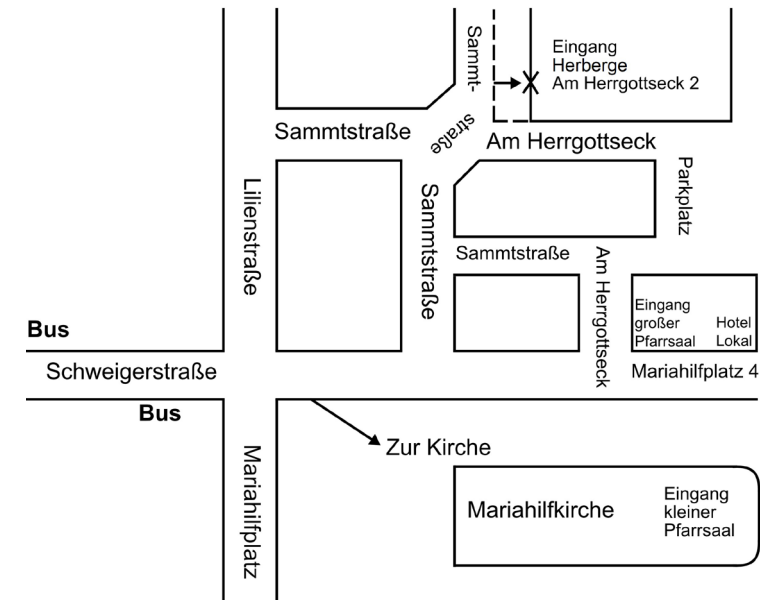 Sammt-
straße
Eingang
Herberge
Am Herrgottseck 2
Sammtstraße
Am Herrgottseck
Parkplatz
Lilienstraße
Sammtstraße
Sammtstraße
Am Herrgottseck
Eingang
großer
Pfarrsaal
Hotel
Lokal
Bus
Schweigerstraße
Mariahilfplatz 4
Bus
Mariahilfplatz
Zur Kirche
Mariahilfkirche
Eingang
kleiner
Pfarrsaal